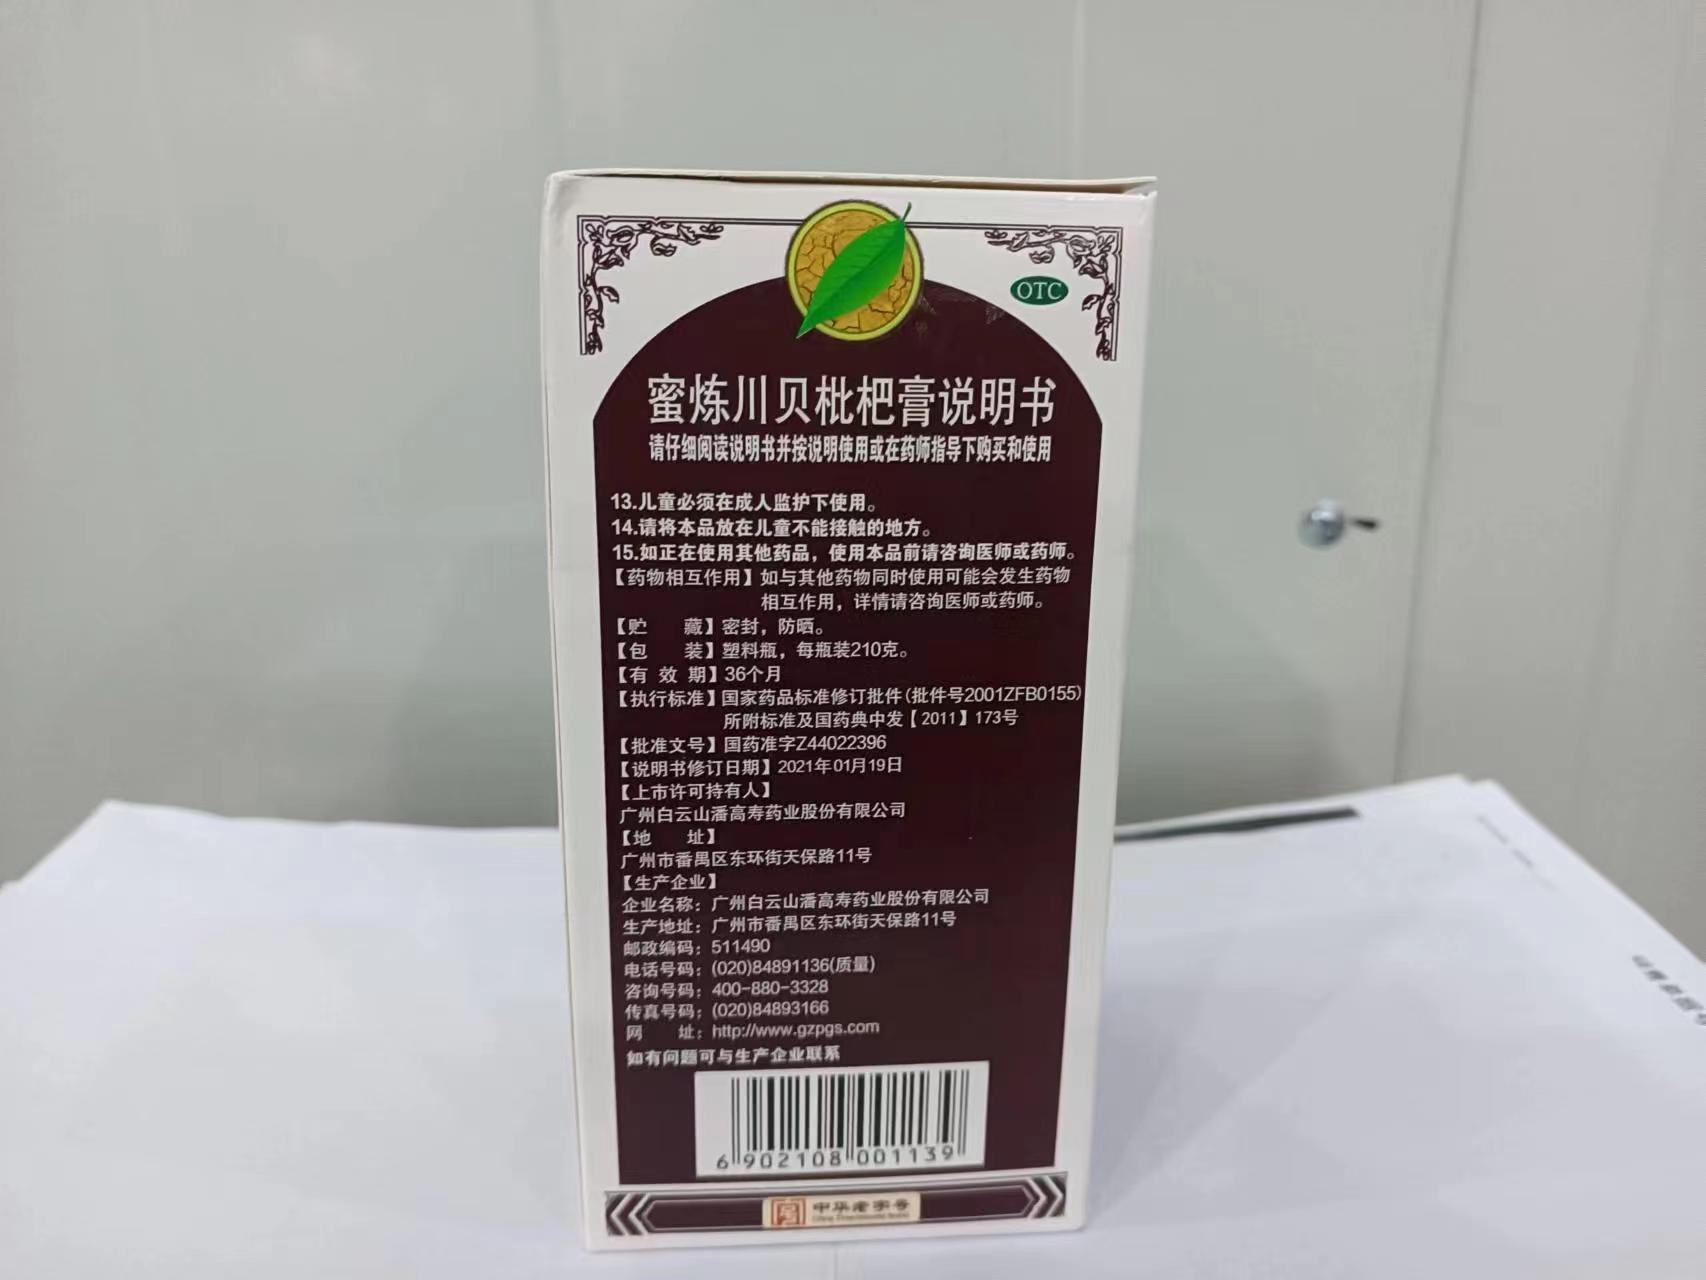 OTC
蜜炼川贝枇杷膏说明书
请仔细阅读说明书并按说明使用或在药师指导下购买和使用
13.儿童必须在成人监护下使用。
14.请将本品放在儿童不能接触的地方。
15.如正在使用其他药品，使用本品前请咨询医师或药师。
【药物相互作用】如与其他药物同时使用可能会发生药物
相互作用，详情请咨询医师或药师。
【贮 藏】密封，防晒。
【包 装】塑料瓶，每瓶装210克。
【有 效 期】36个月
【执行标准】国家药品标准修订批件(批件号2001ZFB0155)
所附标准及国药典中发【2011】173号
【批准文号】国药准字Z44022396
【说明书修订日期】2021年01月19日
【上市许可持有人】
广州白云山潘高寿药业股份有限公司
【地 址】
广州市番禺区东环街天保路11号
【生产企业】
企业名称：广州白云山潘高寿药业股份有限公司
生产地址：广州市番禺区东环街天保路11号
邮政编码：511490
电话号码：(020)84891136(质量)
咨询号码：400-880-3328
传真号码：(020)84893166
网 址：http://www.gzpgs.com
如有问题可与生产企业联系
6 902108 001139
中华老字号